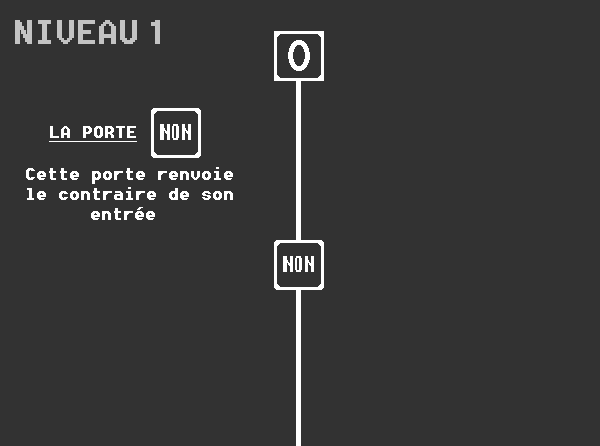 NIVEAU 1
0
LA PORTE NON
Cette porte renvoie
le contraire de son
entrée
NON